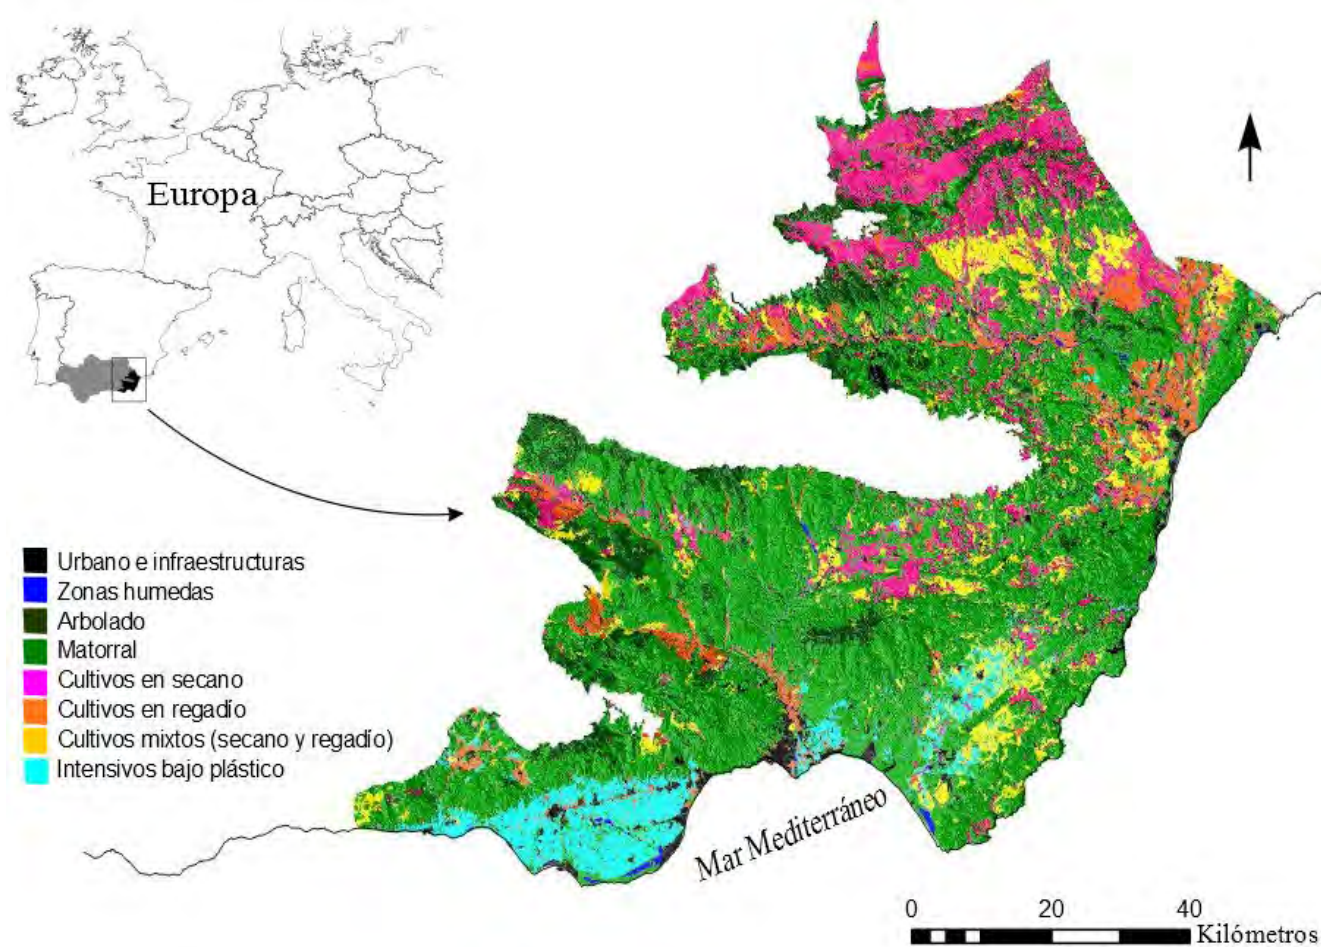 Europa
Urbano e infraestructuras
Zonas humedas
Arbolado
Matorral
Cultivos en secano
Cultivos en regadío
Cultivos mixtos (secano y regadío)
Intensivos bajo plástico
Mar Mediterráneo
0 20 40
Kilómetros